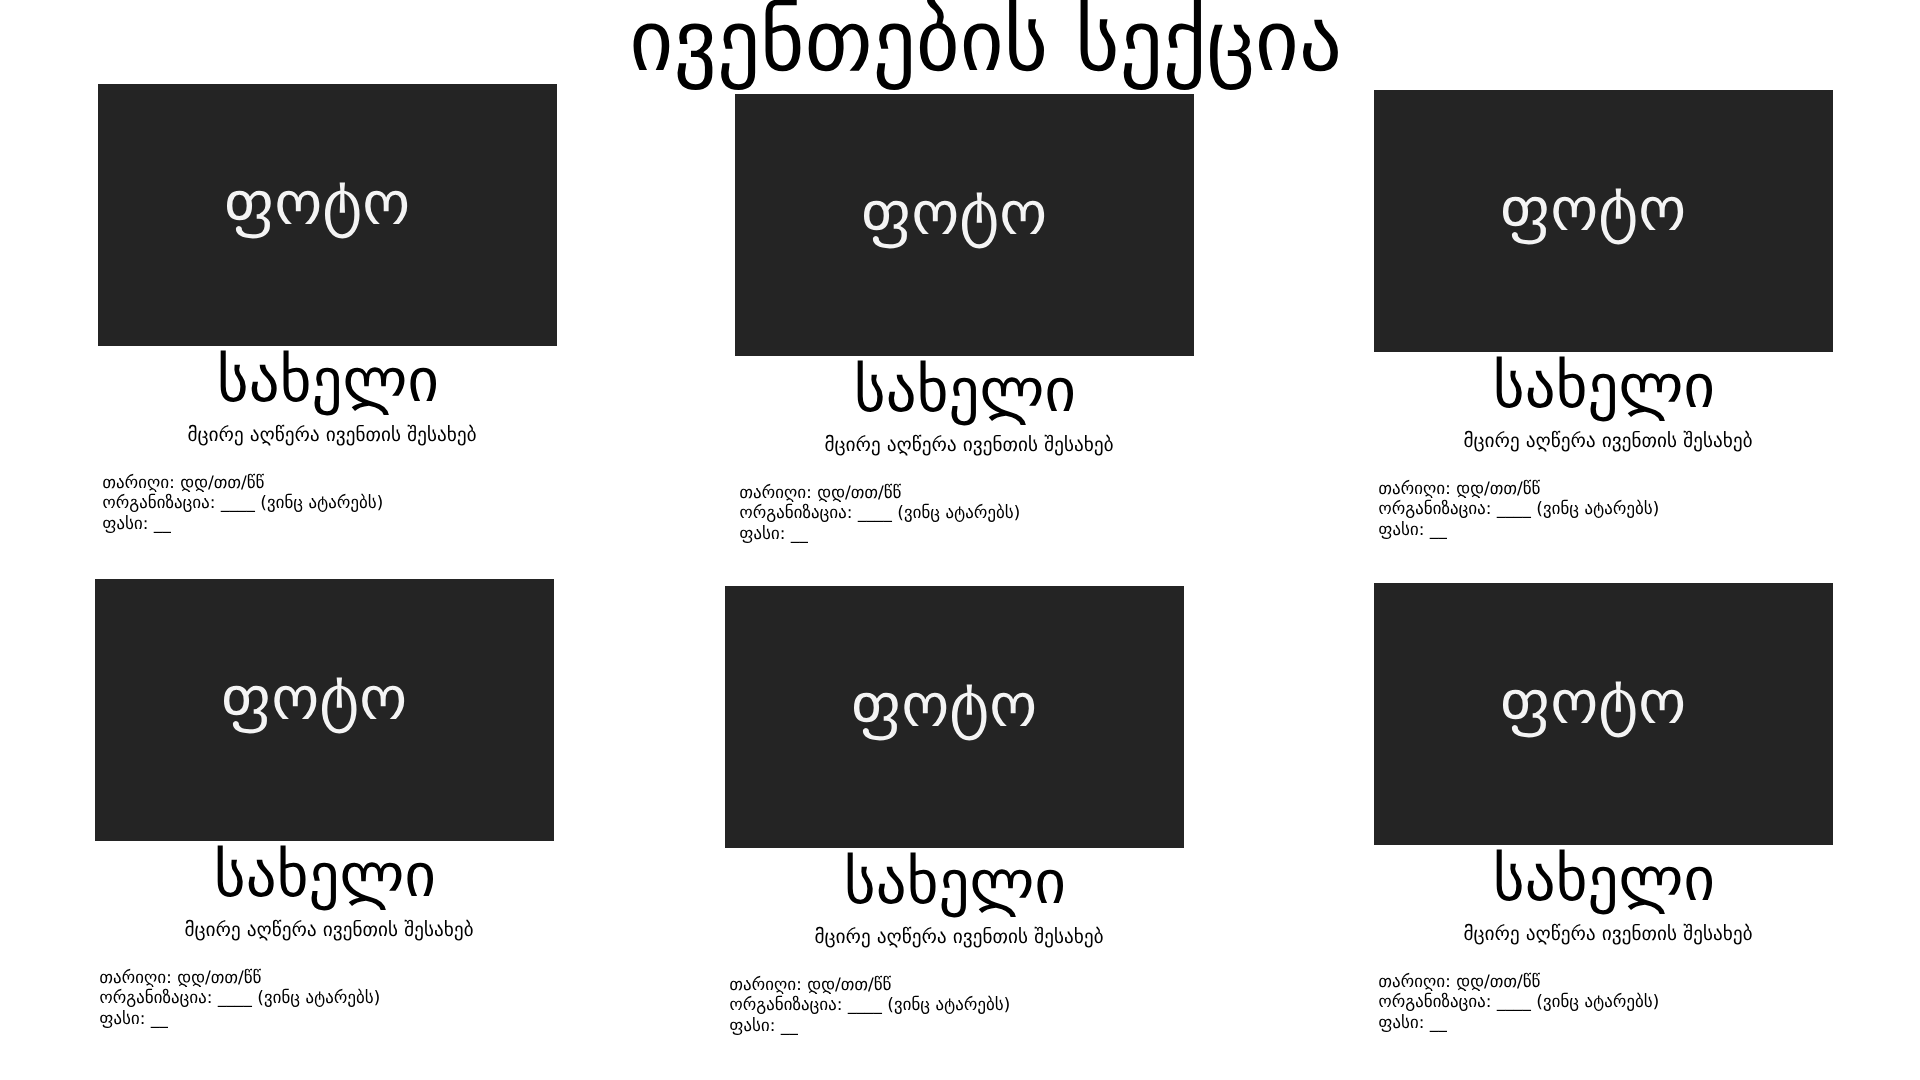 ივენთების სექცია
ფოტო
სახელი
მცირე აღწერა ივენთის შესახებ
თარიღი: დდ/თთ/წწ
ორგანიზაცია: ____ (ვინც ატარებს)
ფასი: __
ფოტო
სახელი
მცირე აღწერა ივენთის შესახებ
თარიღი: დდ/თთ/წწ
ორგანიზაცია: ____ (ვინც ატარებს)
ფასი: __
ფოტო
სახელი
მცირე აღწერა ივენთის შესახებ
თარიღი: დდ/თთ/წწ
ორგანიზაცია: ____ (ვინც ატარებს)
ფასი: __
ფოტო
სახელი
მცირე აღწერა ივენთის შესახებ
თარიღი: დდ/თთ/წწ
ორგანიზაცია: ____ (ვინც ატარებს)
ფასი: __
ფოტო
სახელი
მცირე აღწერა ივენთის შესახებ
თარიღი: დდ/თთ/წწ
ორგანიზაცია: ____ (ვინც ატარებს)
ფასი: __
ფოტო
სახელი
მცირე აღწერა ივენთის შესახებ
თარიღი: დდ/თთ/წწ
ორგანიზაცია: ____ (ვინც ატარებს)
ფასი: __